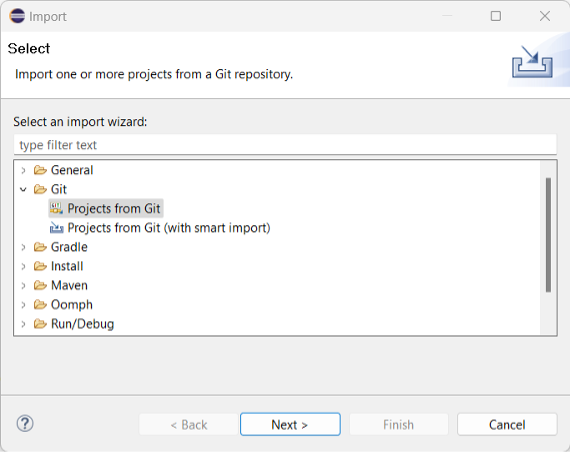 Import
Select
Import one or more projects from a Git repository.
Select an import wizard:
type filter text
General
Git
Projects from Git
Projects from Git (with smart import)
Gradle
Install
Maven
Oomph
Run/Debug
? < Back Next > Finish Cancel